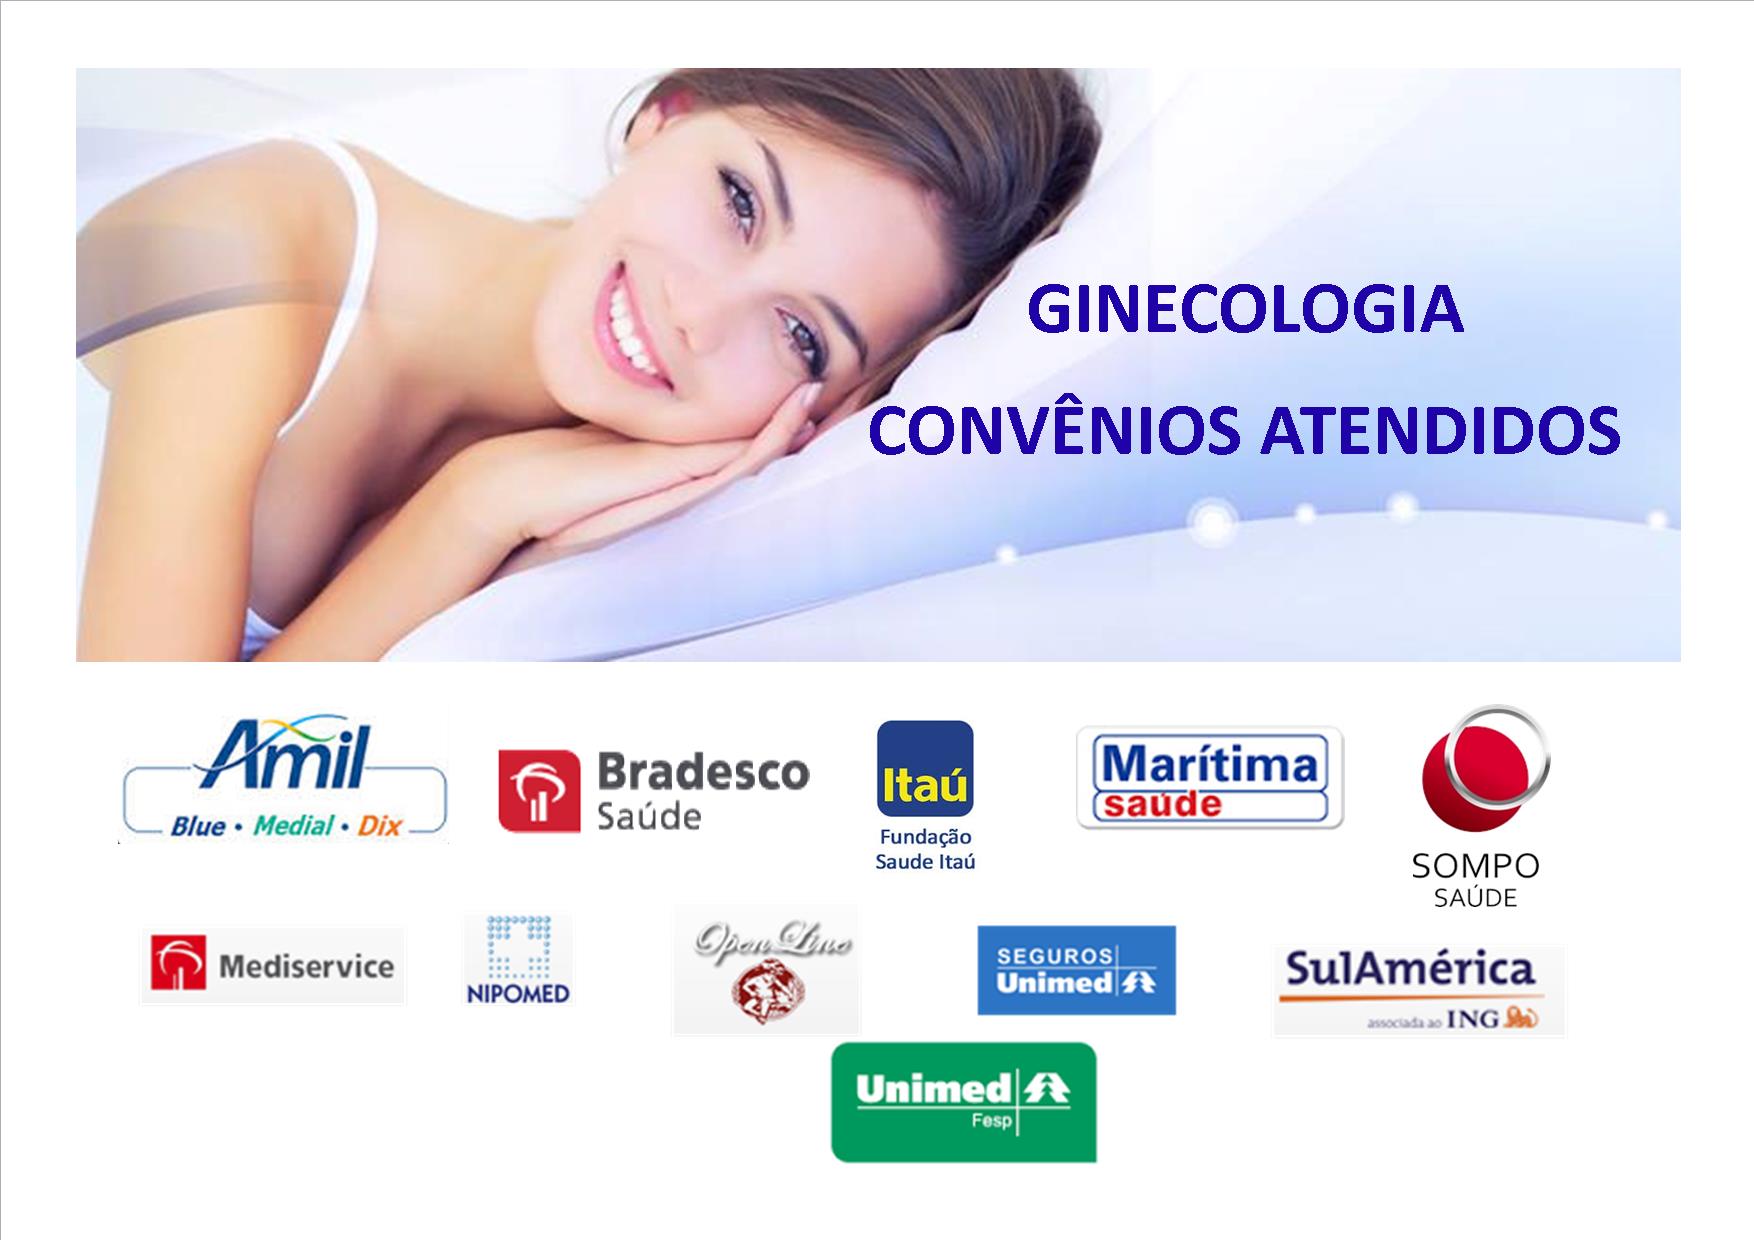 GINECOLOGIA
CONVÊNIOS ATENDIDOS
Amil
Blue • Medial • Dix
Bradesco
Saúde
Itaú
Fundação
Saude Itaú
Marítima
saúde
SOMPO
SAÚDE
Mediservice
NIPOMED
Open Line
SEGUROS
Unimed
SulAmérica
associada ao ING
Unimed
Fesp